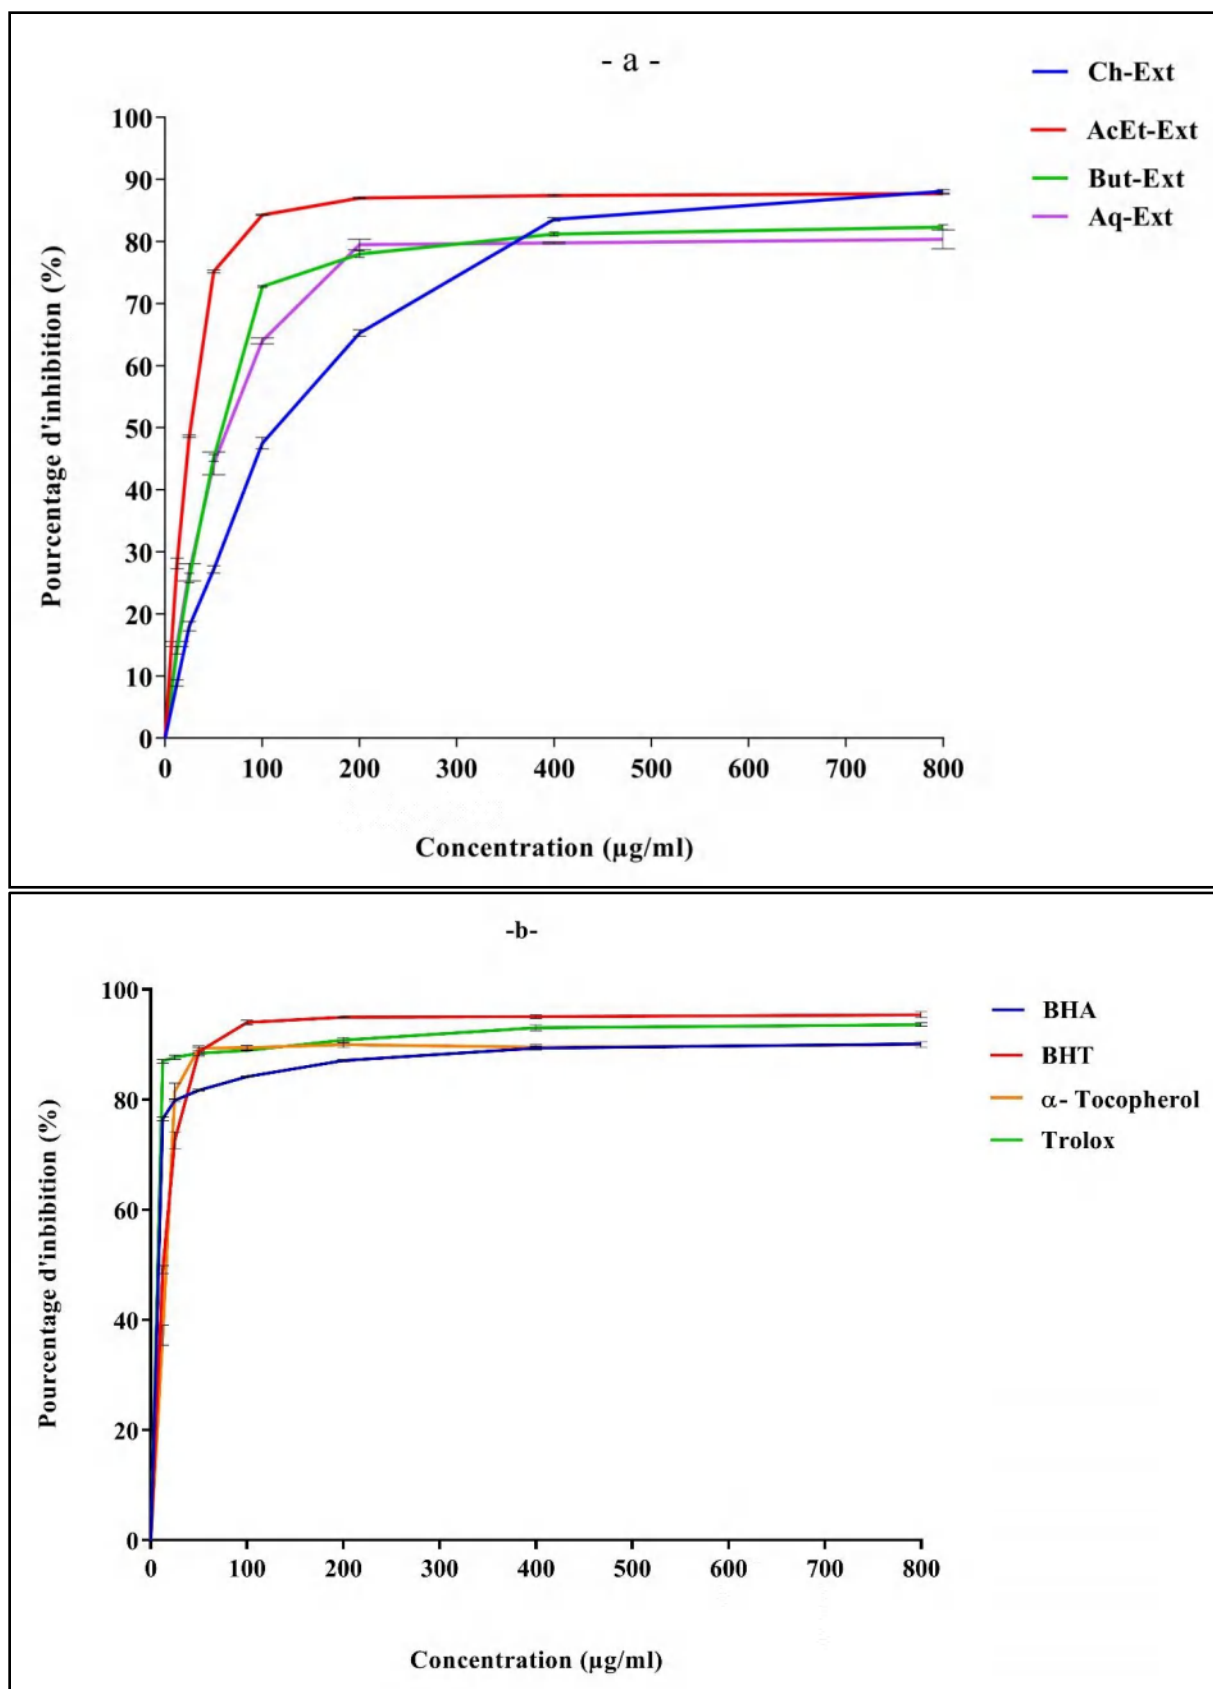 - a -
Ch-Ext
AcEt-Ext
But-Ext
Aq-Ext
Pourcentage d'inhibition (%)
100
90
80
70
60
50
40
30
20
10
0
0 100 200 300 400 500 600 700 800
Concentration (µg/ml)
-b-
BHA
BHT
α- Tocopherol
Trolox
Pourcentage d'inbibition (%)
100
80
60
40
20
0
0 100 200 300 400 500 600 700 800
Concentration (µg/ml)